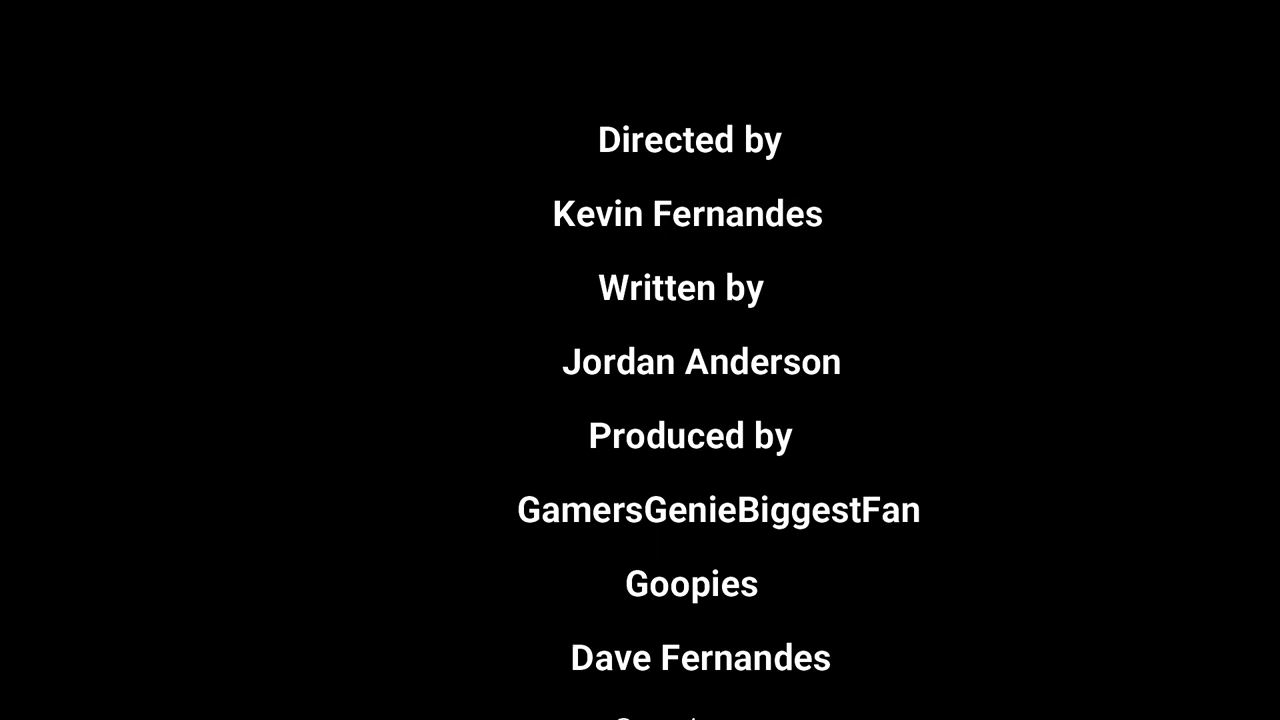 Directed by
Kevin Fernandes
Written by
Jordan Anderson
Produced by
GamersGenieBiggestFan
Goopies
Dave Fernandes